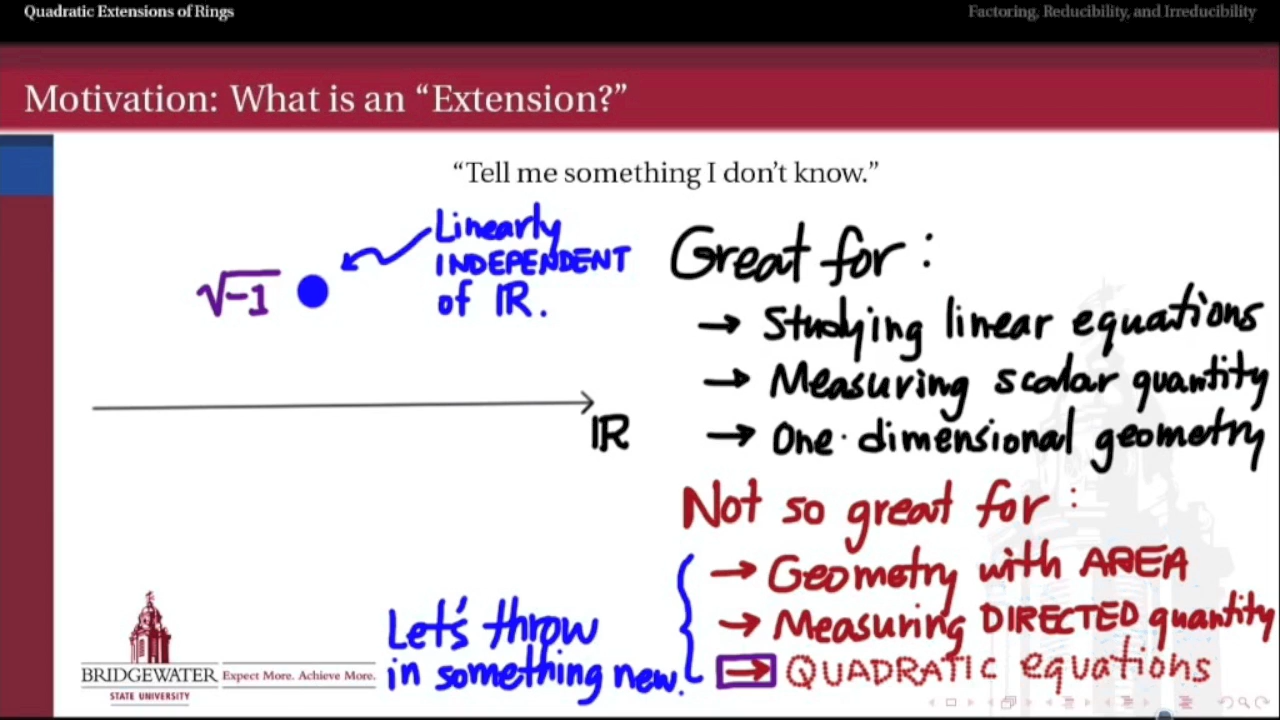 Quadratic Extensions of Rings
Factoring, Reducibility, and Irreducibility
Motivation: What is an “Extension?”
“Tell me something I don’t know.”
√-1
Linearly
INDEPENDENT
of IR.
IR
Great for:
→ Studying linear equations
→ Measuring scalar quantity
→ One-dimensional geometry
Not so great for:
→ Geometry with AREA
→ Measuring DIRECTED quantity
→ QUADRATIC equations
Let's throw
in something new.
BRIDGEWATER
STATE UNIVERSITY
Expect More. Achieve More.